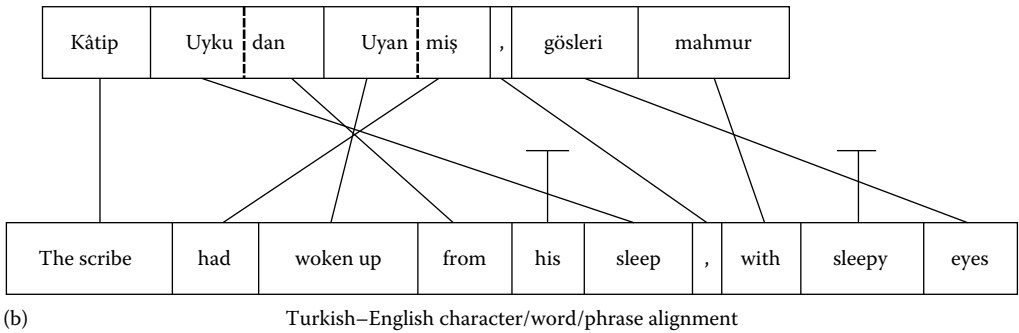 Kâtip Uyku dan Uyan miş , gösleri mahmur
The scribe had woken up from his sleep , with sleepy eyes
(b) Turkish–English character/word/phrase alignment